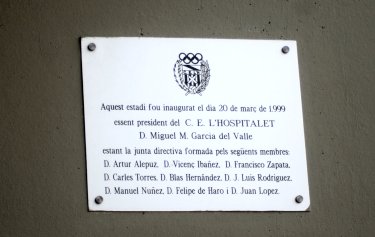 Aquest estadi fou inaugurat el dia 20 de març de 1999
essent president del C. E. L'HOSPITALET
D. Miguel M. Garcia del Valle
estant la junta directiva formada pels següents membres:
D. Artur Alepuz, D. Vicenç Ibañez, D. Francisco Zapata,
D. Carles Torres, D. Blas Hernández, D. J. Luis Rodriguez,
D. Manuel Nuñez, D. Felipe de Haro i D. Juan Lopez.